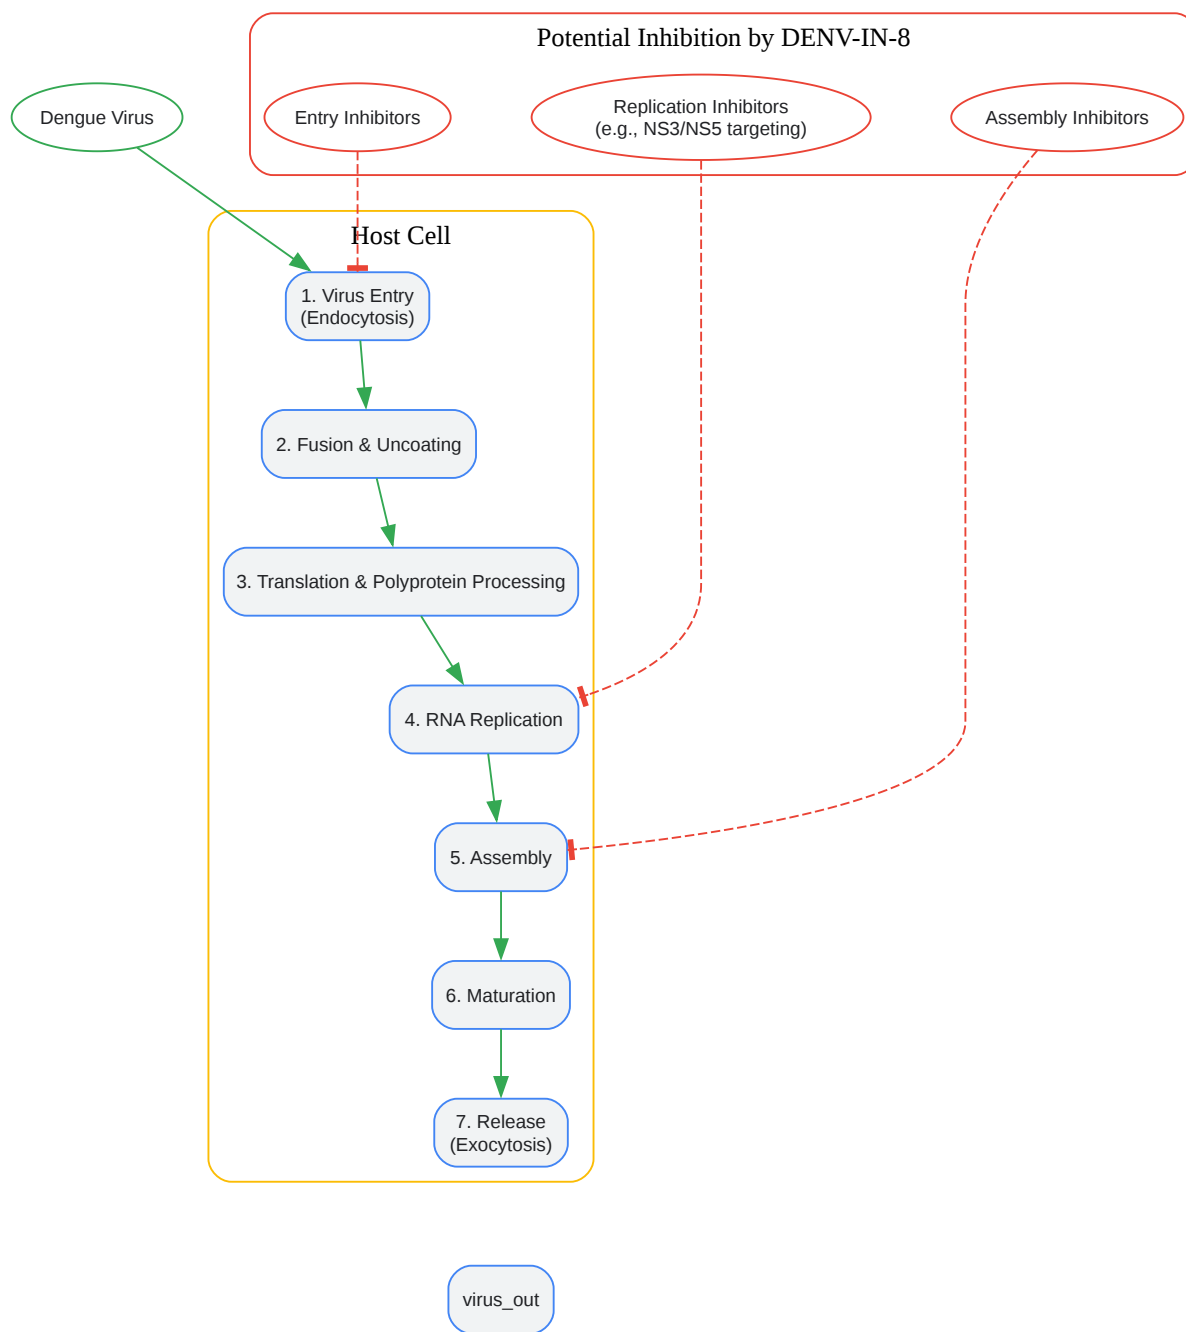 Potential Inhibition by DENV-IN-8
Dengue Virus
Entry Inhibitors
Replication Inhibitors
(e.g., NS3/NS5 targeting)
Assembly Inhibitors
Host Cell
1. Virus Entry
(Endocytosis)
2. Fusion & Uncoating
3. Translation & Polyprotein Processing
4. RNA Replication
5. Assembly
6. Maturation
7. Release
(Exocytosis)
virus_out